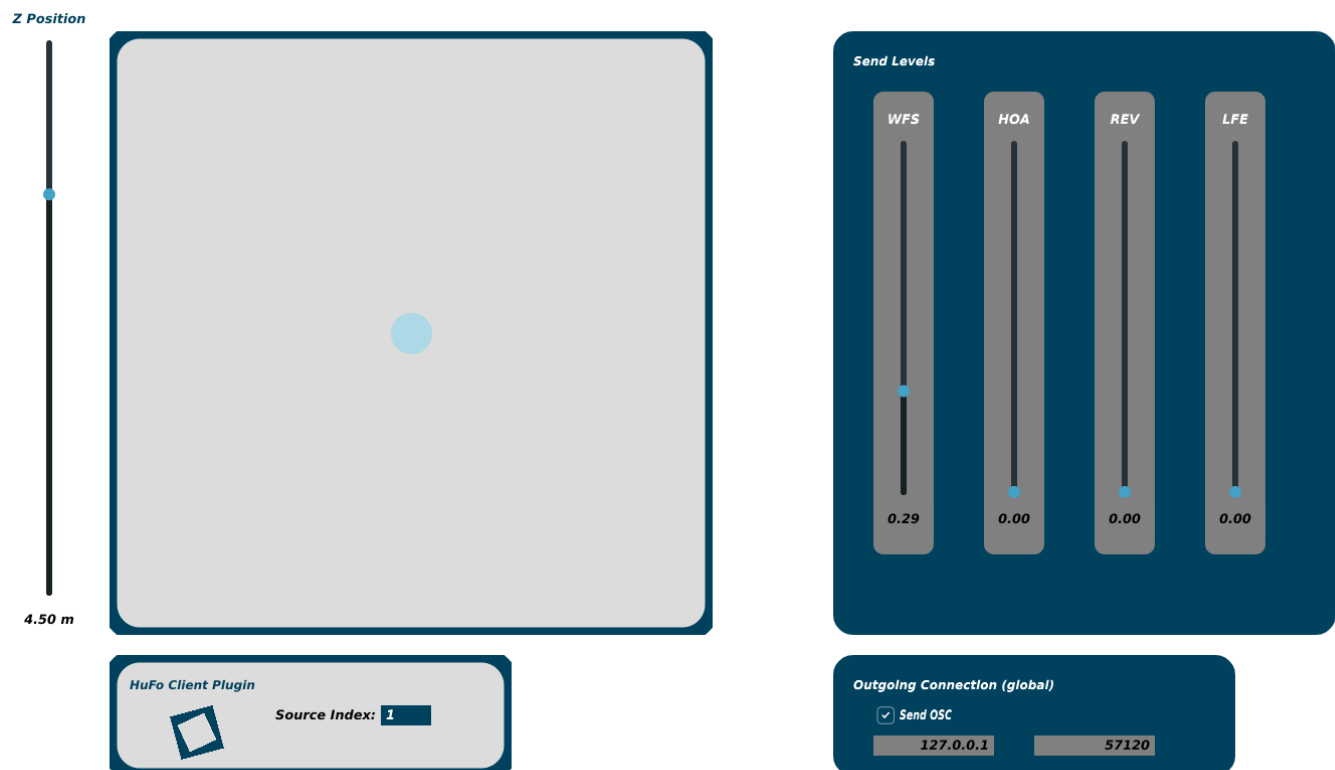 Z Position
4.50 m
Send Levels
WFS HOA REV LFE
0.29 0.00 0.00 0.00
HuFo Client Plugin
Source Index: 1
Outgoing Connection (global)
Send OSC
127.0.0.1 57120